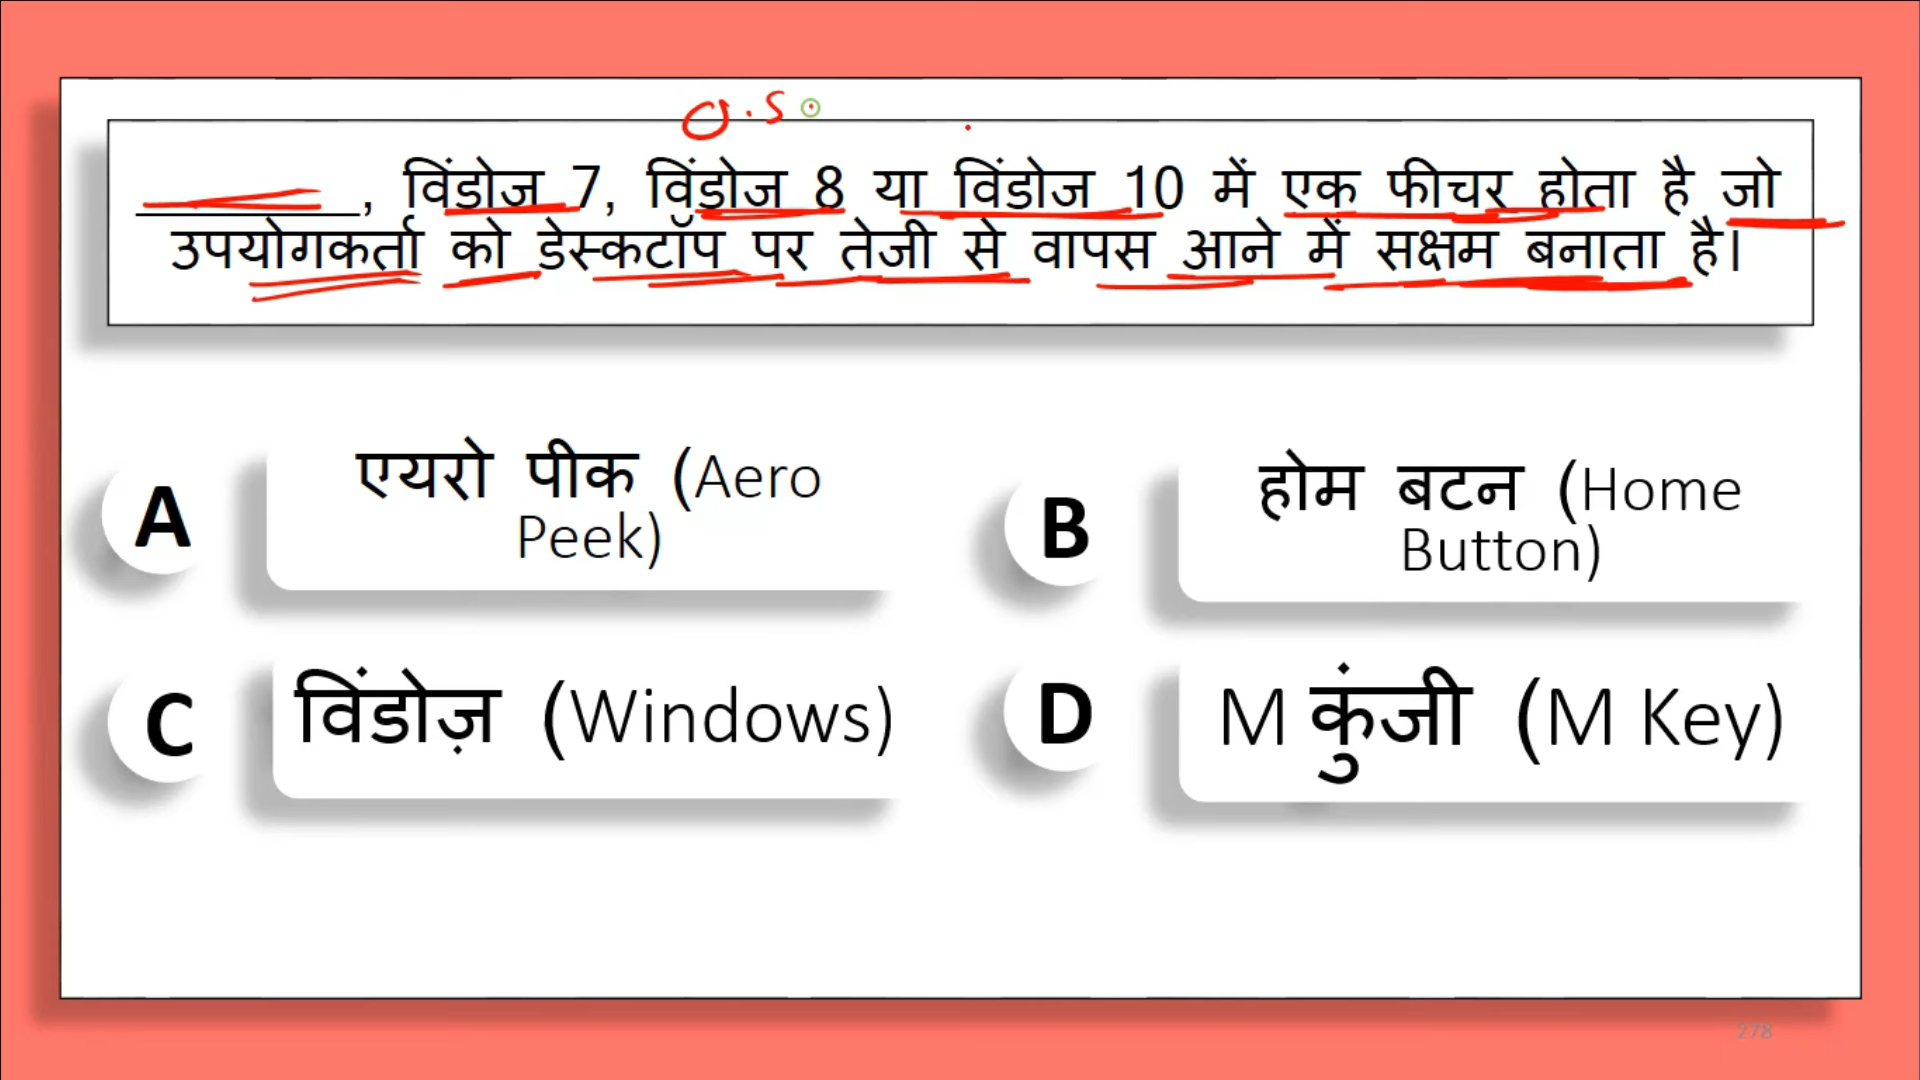 o.s
________, विंडोज 7, विंडोज 8 या विंडोज 10 में एक फीचर होता है जो
उपयोगकर्ता को डेस्कटॉप पर तेजी से वापस आने में सक्षम बनाता है।
A
एयरो पीक (Aero
Peek)
B
होम बटन (Home
Button)
C
विंडोज़ (Windows)
D
M कुंजी (M Key)
278